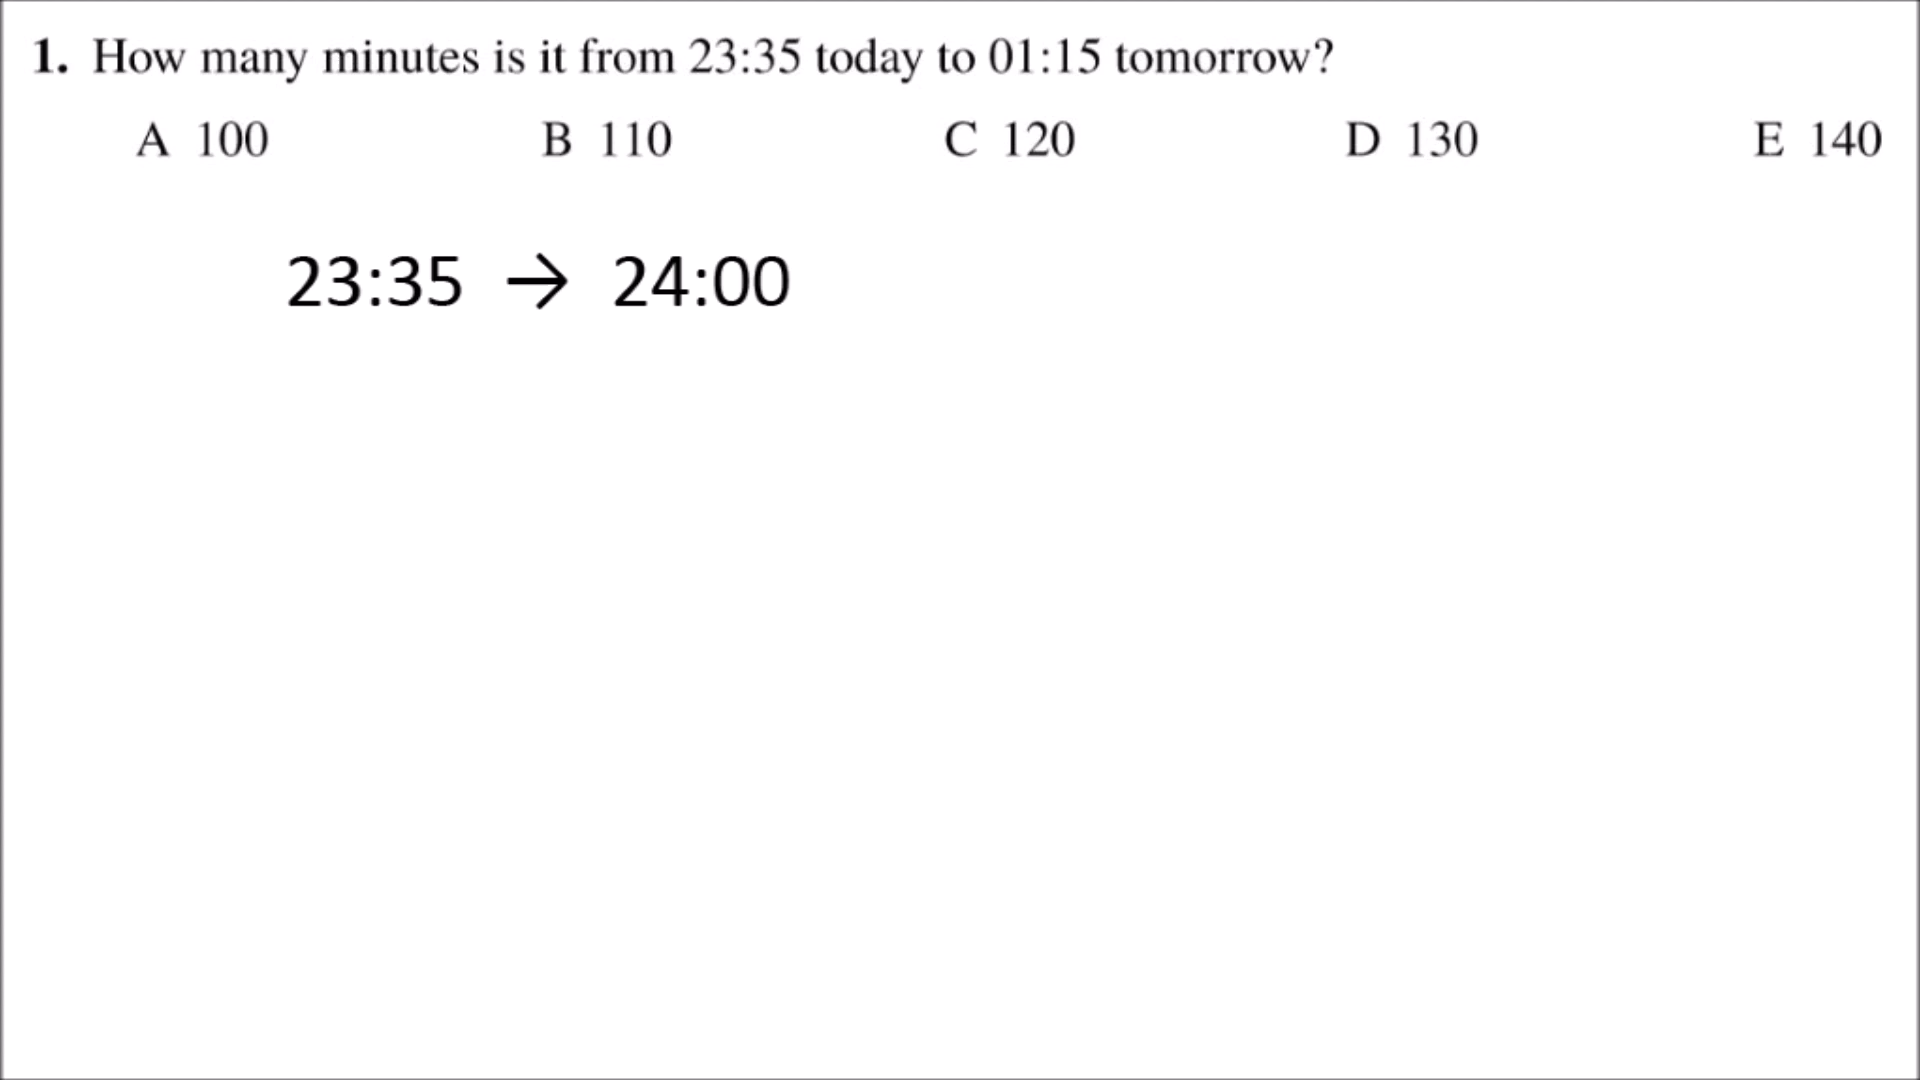 1. How many minutes is it from 23:35 today to 01:15 tomorrow?
A 100 B 110 C 120 D 130 E 140
23:35 → 24:00